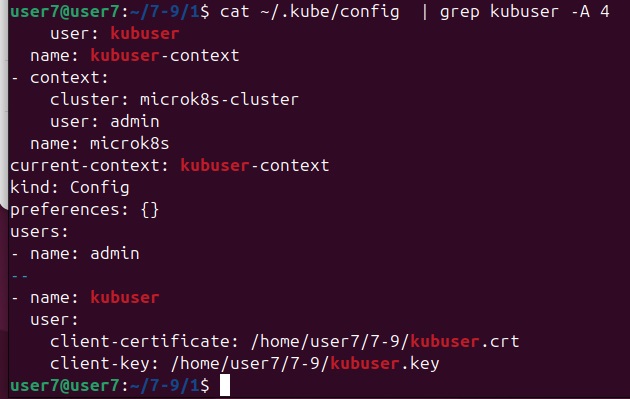 user7@user7:~/7-9/1$ cat ~/.kube/config  | grep kubuser -A 4
    user: kubuser
  name: kubuser-context
- context:
    cluster: microk8s-cluster
    user: admin
  name: microk8s
current-context: kubuser-context
kind: Config
preferences: {}
users:
- name: admin
--
- name: kubuser
  user:
    client-certificate: /home/user7/7-9/kubuser.crt
    client-key: /home/user7/7-9/kubuser.key
user7@user7:~/7-9/1$